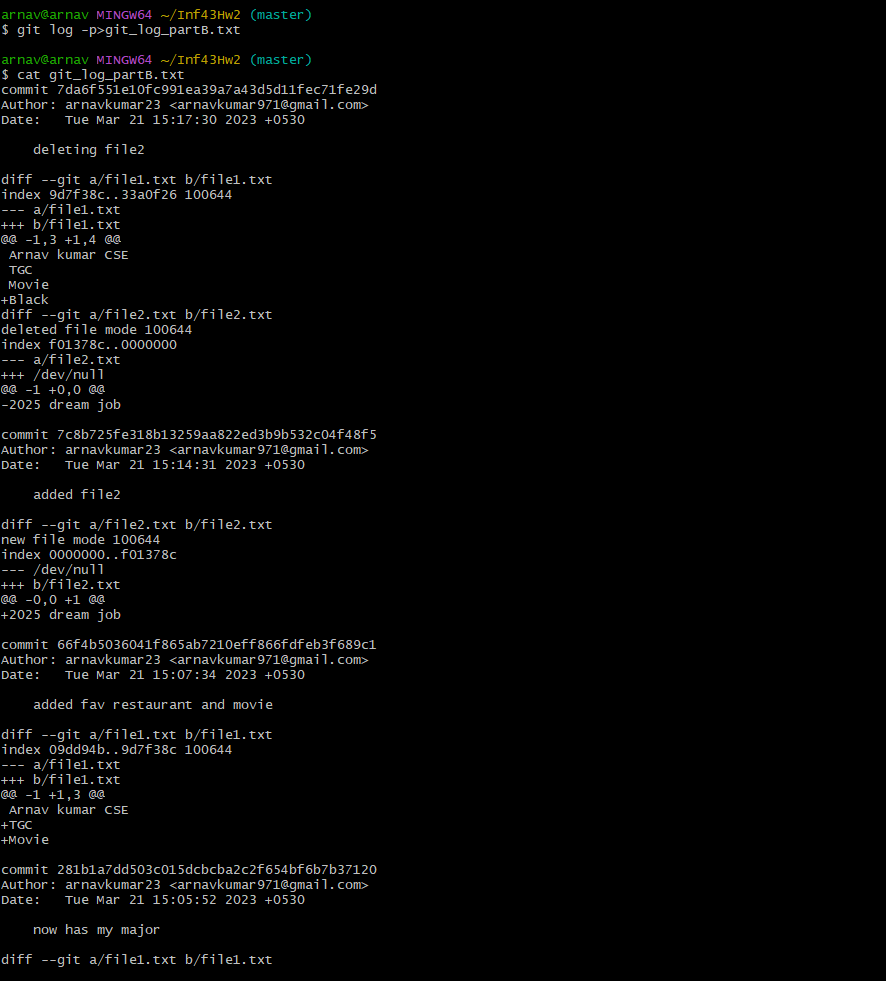 arnav@arnav MINGW64 ~/Inf43Hw2 (master)
$ git log -p>git_log_partB.txt
arnav@arnav MINGW64 ~/Inf43Hw2 (master)
$ cat git_log_partB.txt
commit 7da6f551e10fc991ea39a7a43d5d11fec71fe29d
Author: arnavkumar23 <arnavkumar971@gmail.com>
Date:   Tue Mar 21 15:17:30 2023 +0530
    deleting file2
diff --git a/file1.txt b/file1.txt
index 9d7f38c..33a0f26 100644
--- a/file1.txt
+++ b/file1.txt
@@ -1,3 +1,4 @@
 Arnav kumar CSE
 TGC
 Movie
+Black
diff --git a/file2.txt b/file2.txt
deleted file mode 100644
index f01378c..0000000
--- a/file2.txt
+++ /dev/null
@@ -1 +0,0 @@
-2025 dream job
commit 7c8b725fe318b13259aa822ed3b9b532c04f48f5
Author: arnavkumar23 <arnavkumar971@gmail.com>
Date:   Tue Mar 21 15:14:31 2023 +0530
    added file2
diff --git a/file2.txt b/file2.txt
new file mode 100644
index 0000000..f01378c
--- /dev/null
+++ b/file2.txt
@@ -0,0 +1 @@
+2025 dream job
commit 66f4b5036041f865ab7210eff866fdfeb3f689c1
Author: arnavkumar23 <arnavkumar971@gmail.com>
Date:   Tue Mar 21 15:07:34 2023 +0530
    added fav restaurant and movie
diff --git a/file1.txt b/file1.txt
index 09dd94b..9d7f38c 100644
--- a/file1.txt
+++ b/file1.txt
@@ -1 +1,3 @@
 Arnav kumar CSE
+TGC
+Movie
commit 281b1a7dd503c015dcbcba2c2f654bf6b7b37120
Author: arnavkumar23 <arnavkumar971@gmail.com>
Date:   Tue Mar 21 15:05:52 2023 +0530
    now has my major
diff --git a/file1.txt b/file1.txt